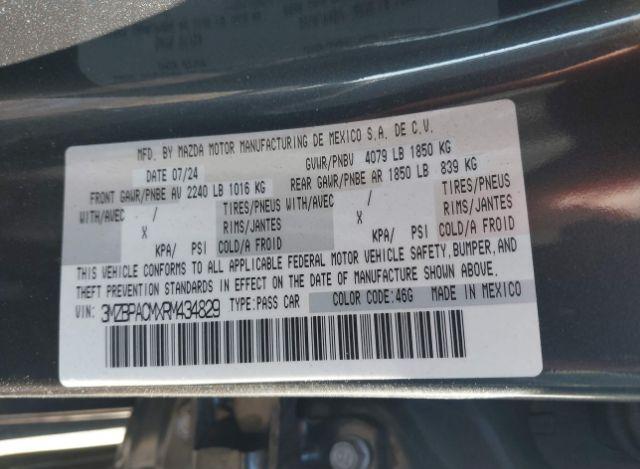 MFD. BY MAZDA MOTOR MANUFACTURING DE MEXICO S.A. DE C.V.
DATE 07/24 GVWR/PNBV 4079 LB 1850 KG
FRONT GAWR/PNBE AV 2240 LB 1016 KG REAR GAWR/PNBE AR 1850 LB 839 KG
WITH/AVEC / TIRES/PNEUS WITH/AVEC / TIRES/PNEUS
X RIMS/JANTES X RIMS/JANTES
KPA/ PSI COLD/A FROID KPA/ PSI COLD/A FROID
THIS VEHICLE CONFORMS TO ALL APPLICABLE FEDERAL MOTOR VEHICLE SAFETY, BUMPER, AND
THEFT PREVENTION STANDARDS IN EFFECT ON THE DATE OF MANUFACTURE SHOWN ABOVE.
VIN: 3MZBPACMXRM434829 TYPE:PASS CAR COLOR CODE:46G MADE IN MEXICO